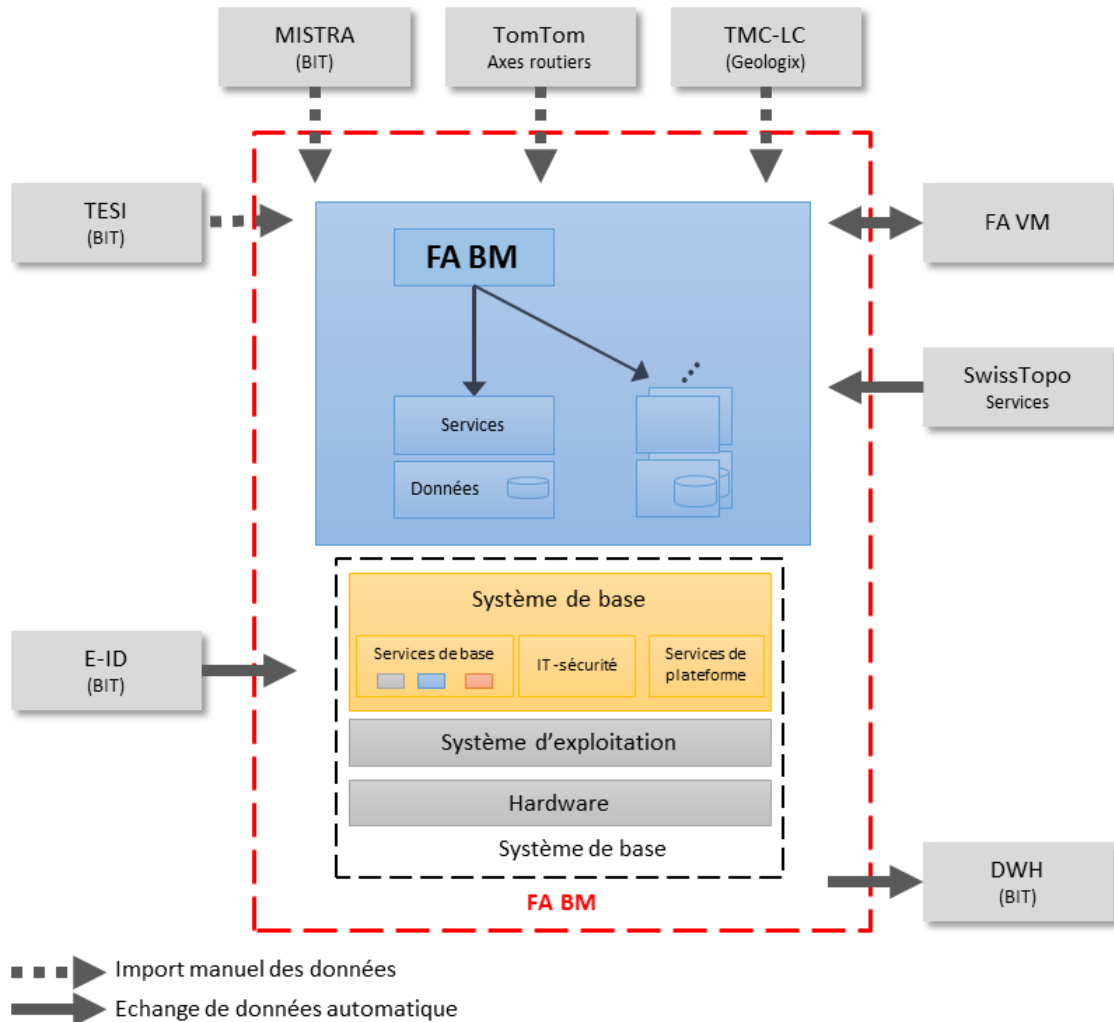 MISTRA
(BIT)
TomTom
Axes routiers
TMC-LC
(Geologix)
TESI
(BIT)
FA VM
FA BM
SwissTopo
Services
Services
Données
Système de base
E-ID
(BIT)
Services de base
IT -sécurité
Services de
plateforme
Système d'exploitation
Hardware
Système de base
DWH
(BIT)
FA BM
Import manuel des données
Echange de données automatique